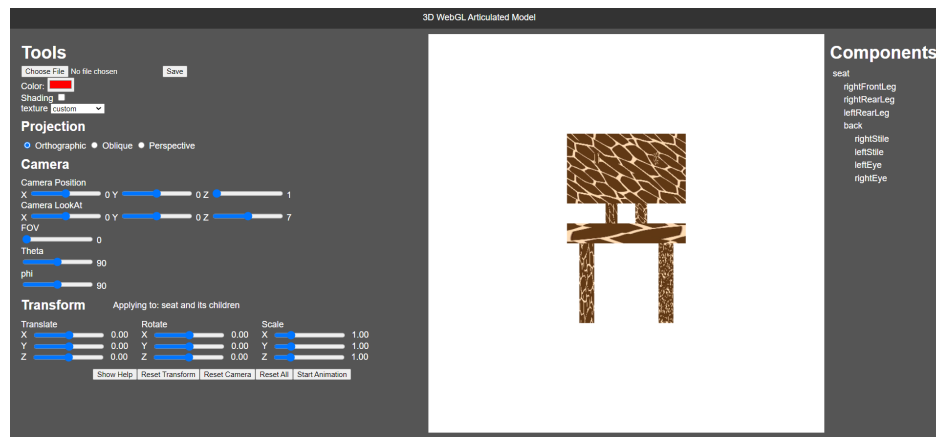 3D WebGL Articulated Model
Tools
Choose File No file chosen Save
Color:
Shading
texture custom
Projection
Orthographic Oblique Perspective
Camera
Camera Position
X 0 Y 0 Z 1
Camera LookAt
X 0 Y 0 Z 7
FOV
0
Theta
90
phi
90
Transform Applying to: seat and its children
Translate Rotate Scale
X 0.00 X 0.00 X 1.00
Y 0.00 Y 0.00 Y 1.00
Z 0.00 Z 0.00 Z 1.00
Show Help Reset Transform Reset Camera Reset All Start Animation
Components
seat
rightFrontLeg
rightRearLeg
leftRearLeg
back
rightStile
leftStile
leftEye
rightEye